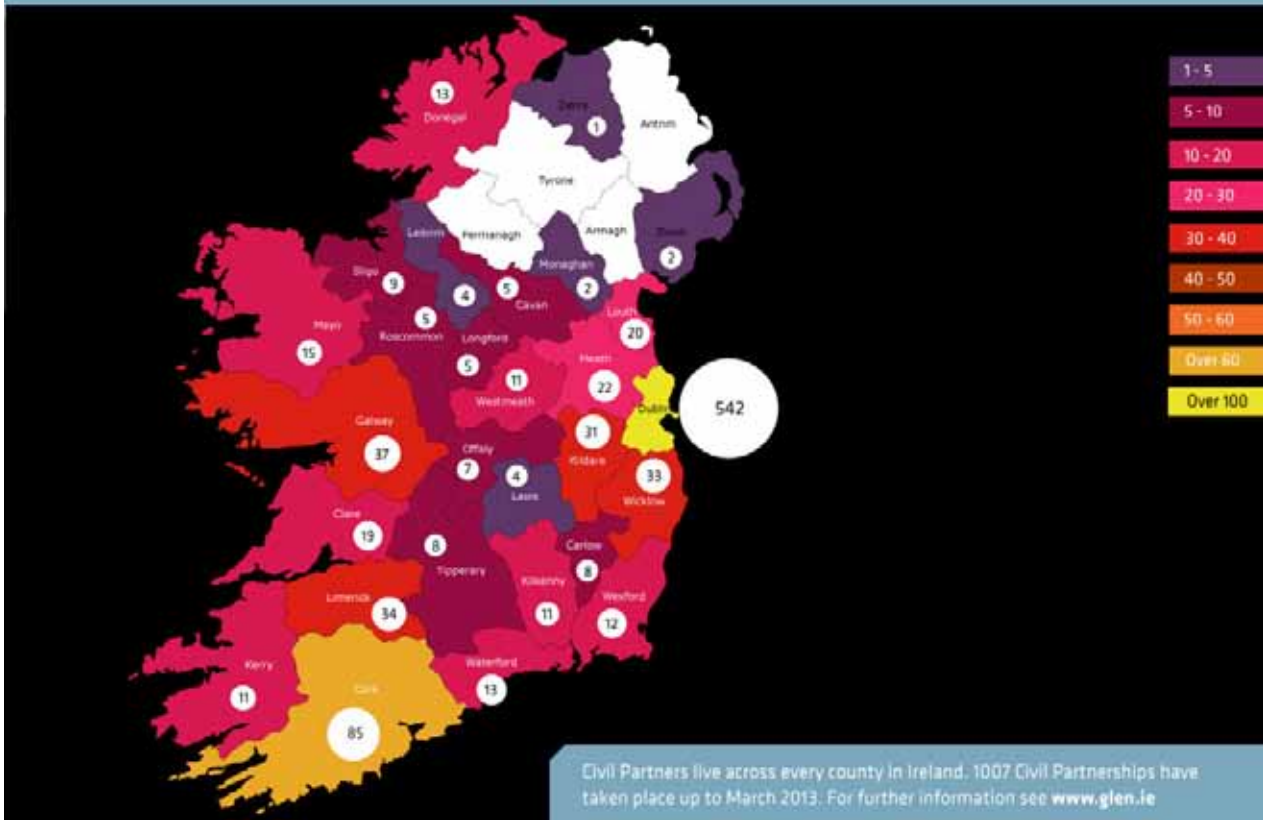 1 - 5
5 - 10
10 - 20
20 - 30
30 - 40
40 - 50
50 - 60
Over 60
Over 100
13
Donegal
Derry
1
Antrim
Tyrone
Fermanagh
Armagh
Down
2
Leitrim
4
Monaghan
2
Sligo
9
5
Cavan
5
Roscommon
Longford
5
Louth
20
Mayo
15
Meath
22
11
Westmeath
Dublin
542
Galway
37
31
Kildare
Offaly
7
4
Laois
33
Wicklow
Clare
19
8
Tipperary
Carlow
8
Kilkenny
11
Wexford
12
Limerick
34
Kerry
11
Waterford
13
Cork
85
Civil Partners live across every county in Ireland. 1007 Civil Partnerships have
taken place up to March 2013. For further information see www.glen.ie